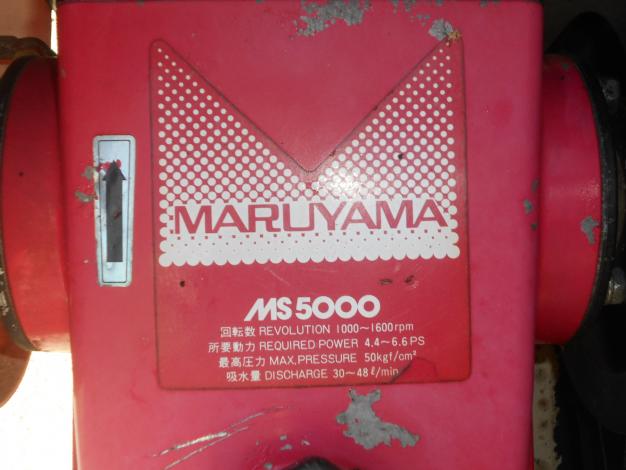 MARUYAMA
MS5000
回転数 REVOLUTION 1000~1600rpm
所要動力 REQUIRED POWER 4.4~6.6PS
最高圧力 MAX.PRESSURE 50kgf/cm²
吸水量 DISCHARGE 30~48ℓ/min